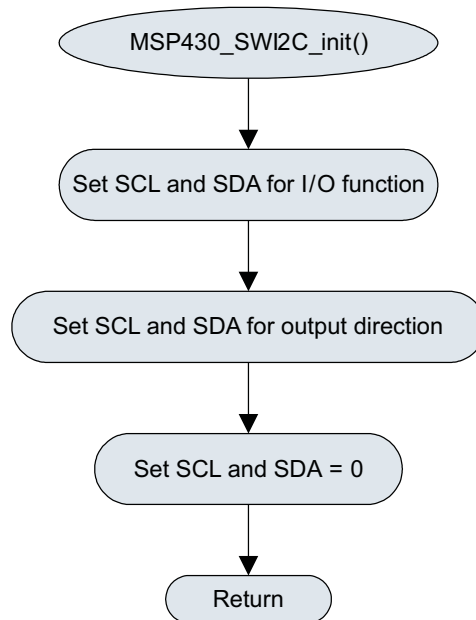 MSP430_SWI2C_init()
Set SCL and SDA for I/O function
Set SCL and SDA for output direction
Set SCL and SDA = 0
Return